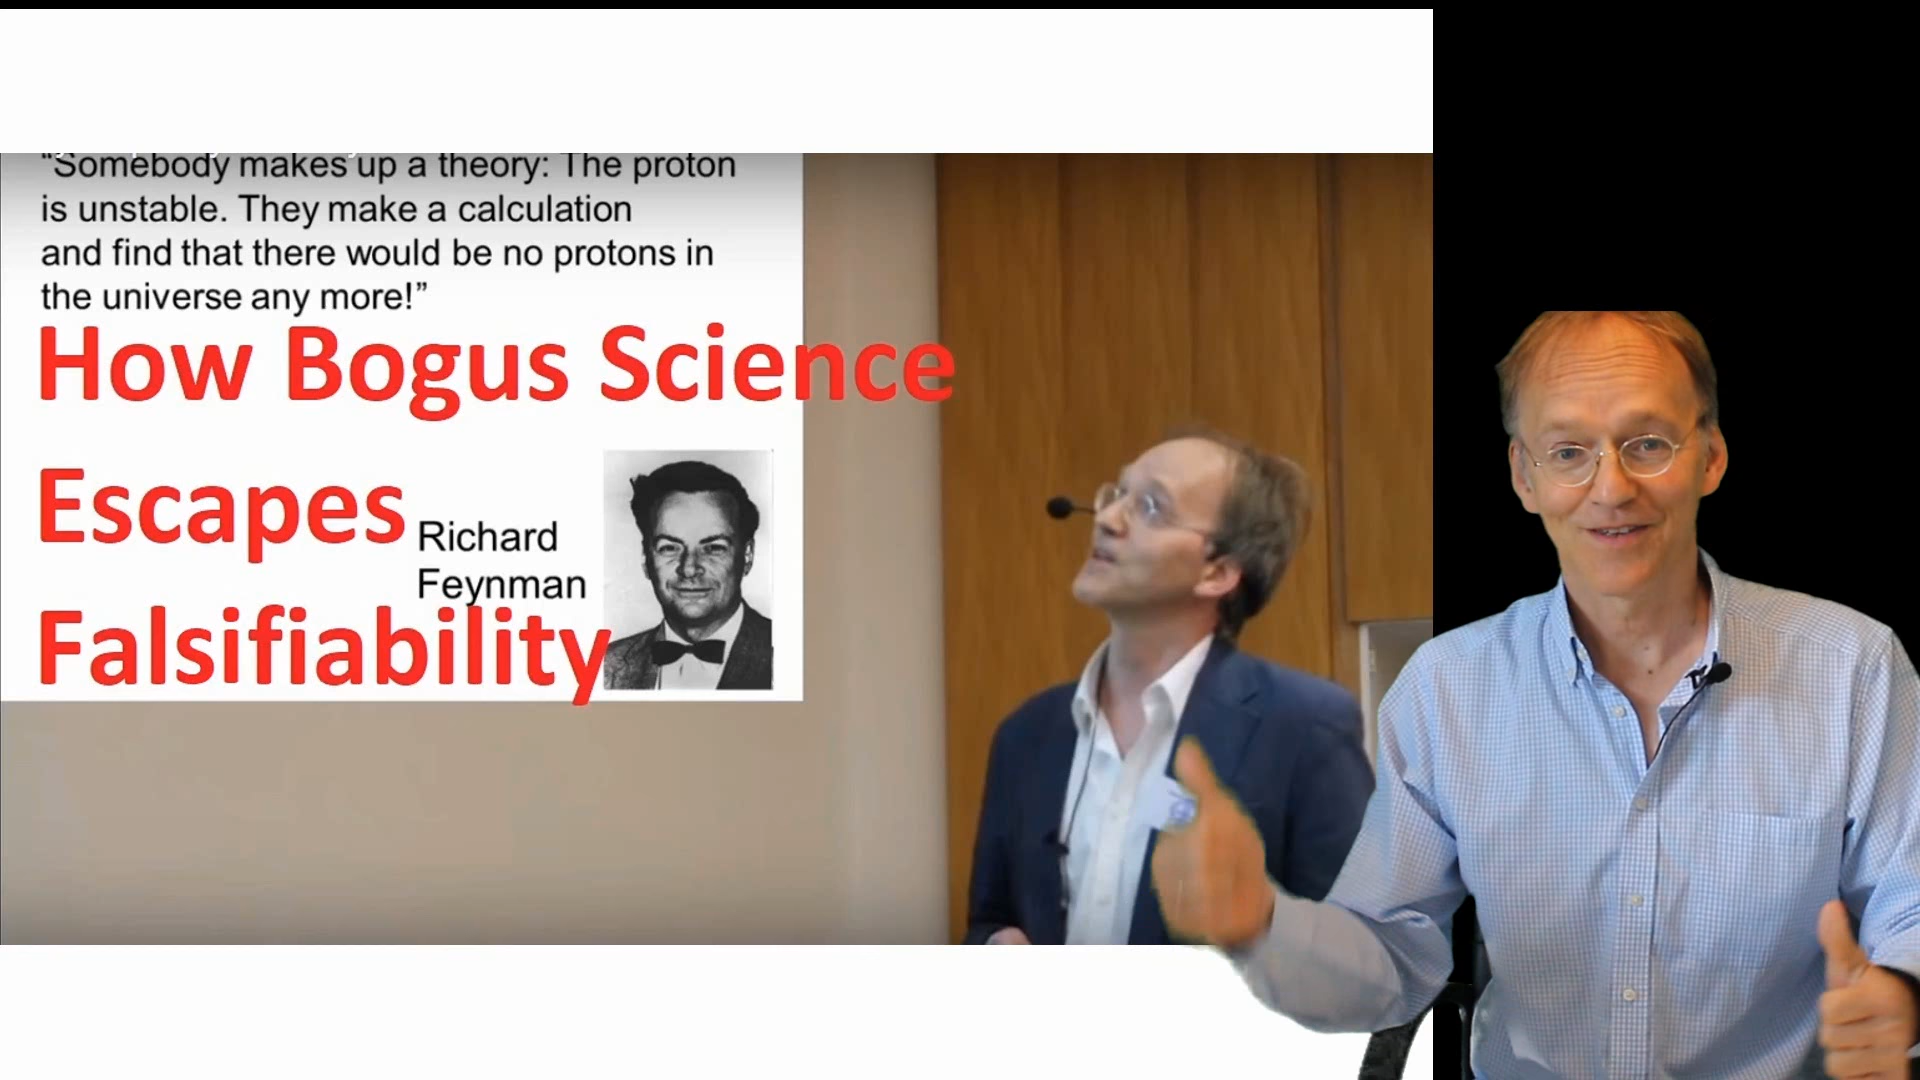 "Somebody makes up a theory: The proton
is unstable. They make a calculation
and find that there would be no protons in
the universe any more!”
How Bogus Science
Escapes
Richard
Feynman
Falsifiability